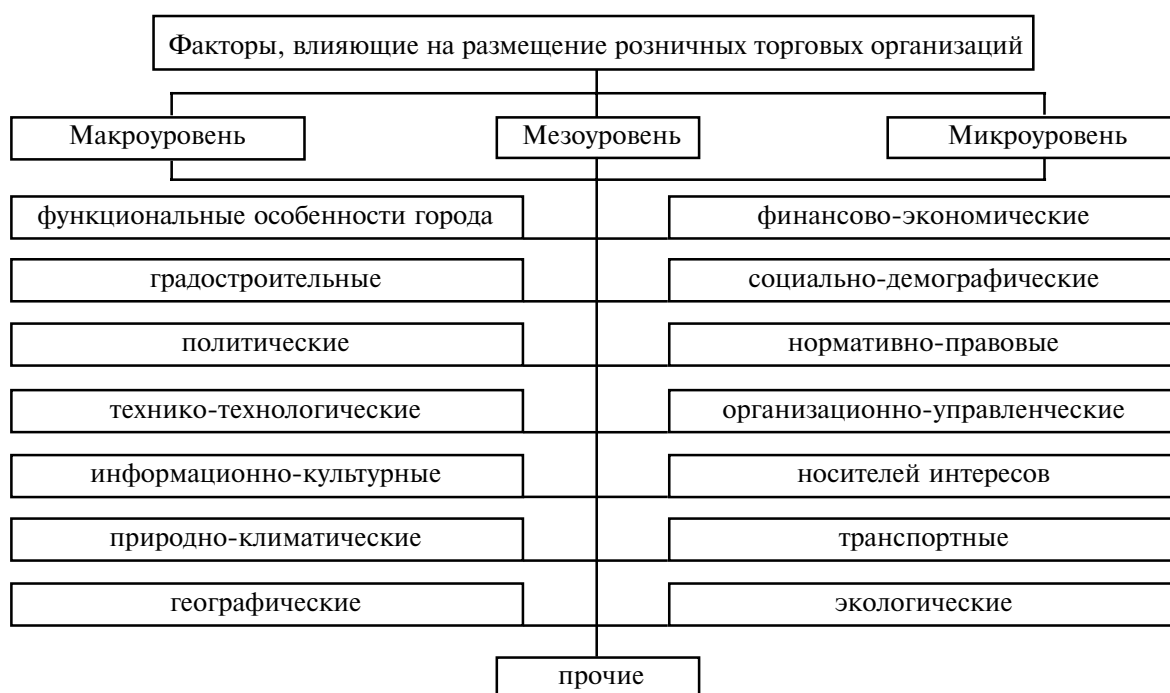 Факторы, влияющие на размещение розничных торговых организаций
Макроуровень
Мезоуровень
Микроуровень
функциональные особенности города
финансово-экономические
градостроительные
социально-демографические
политические
нормативно-правовые
технико-технологические
организационно-управленческие
информационно-культурные
носителей интересов
природно-климатические
транспортные
географические
экологические
прочие